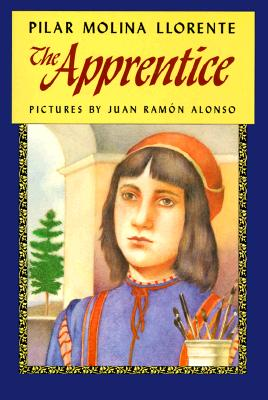 PILAR MOLINA LLORENTE
The Apprentice
PICTURES BY JUAN RAMÓN ALONSO